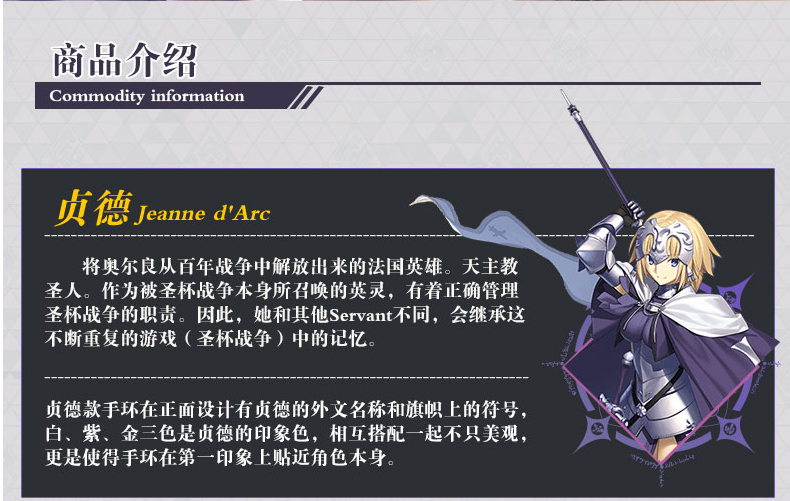 商品介绍
Commodity information
贞德 Jeanne d'Arc
将奥尔良从百年战争中解放出来的法国英雄。天主教
圣人。作为被圣杯战争本身所召唤的英灵，有着正确管理
圣杯战争的职责。因此，她和其他Servant不同，会继承这
不断重复的游戏（圣杯战争）中的记忆。
贞德款手环在正面设计有贞德的外文名称和旗帜上的符号，
白、紫、金三色是贞德的印象色，相互搭配一起不只美观，
更是使得手环在第一印象上贴近角色本身。